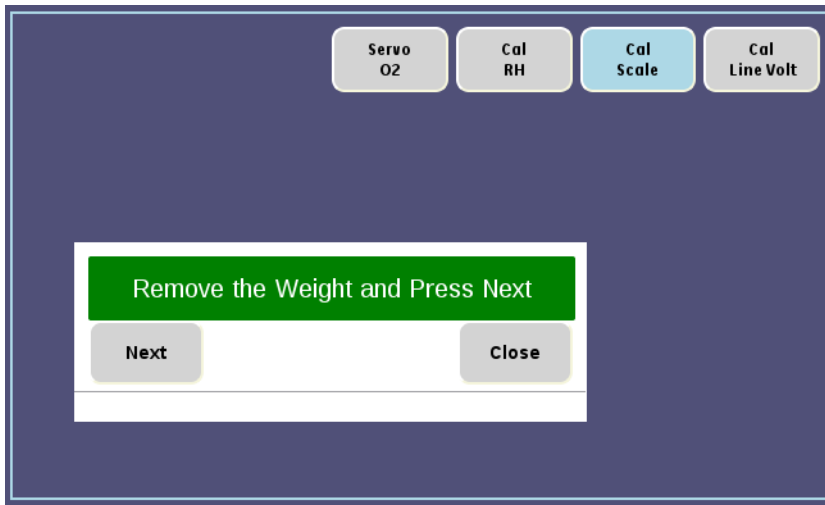 Servo
O2
Cal
RH
Cal
Scale
Cal
Line Volt
Remove the Weight and Press Next
Next
Close